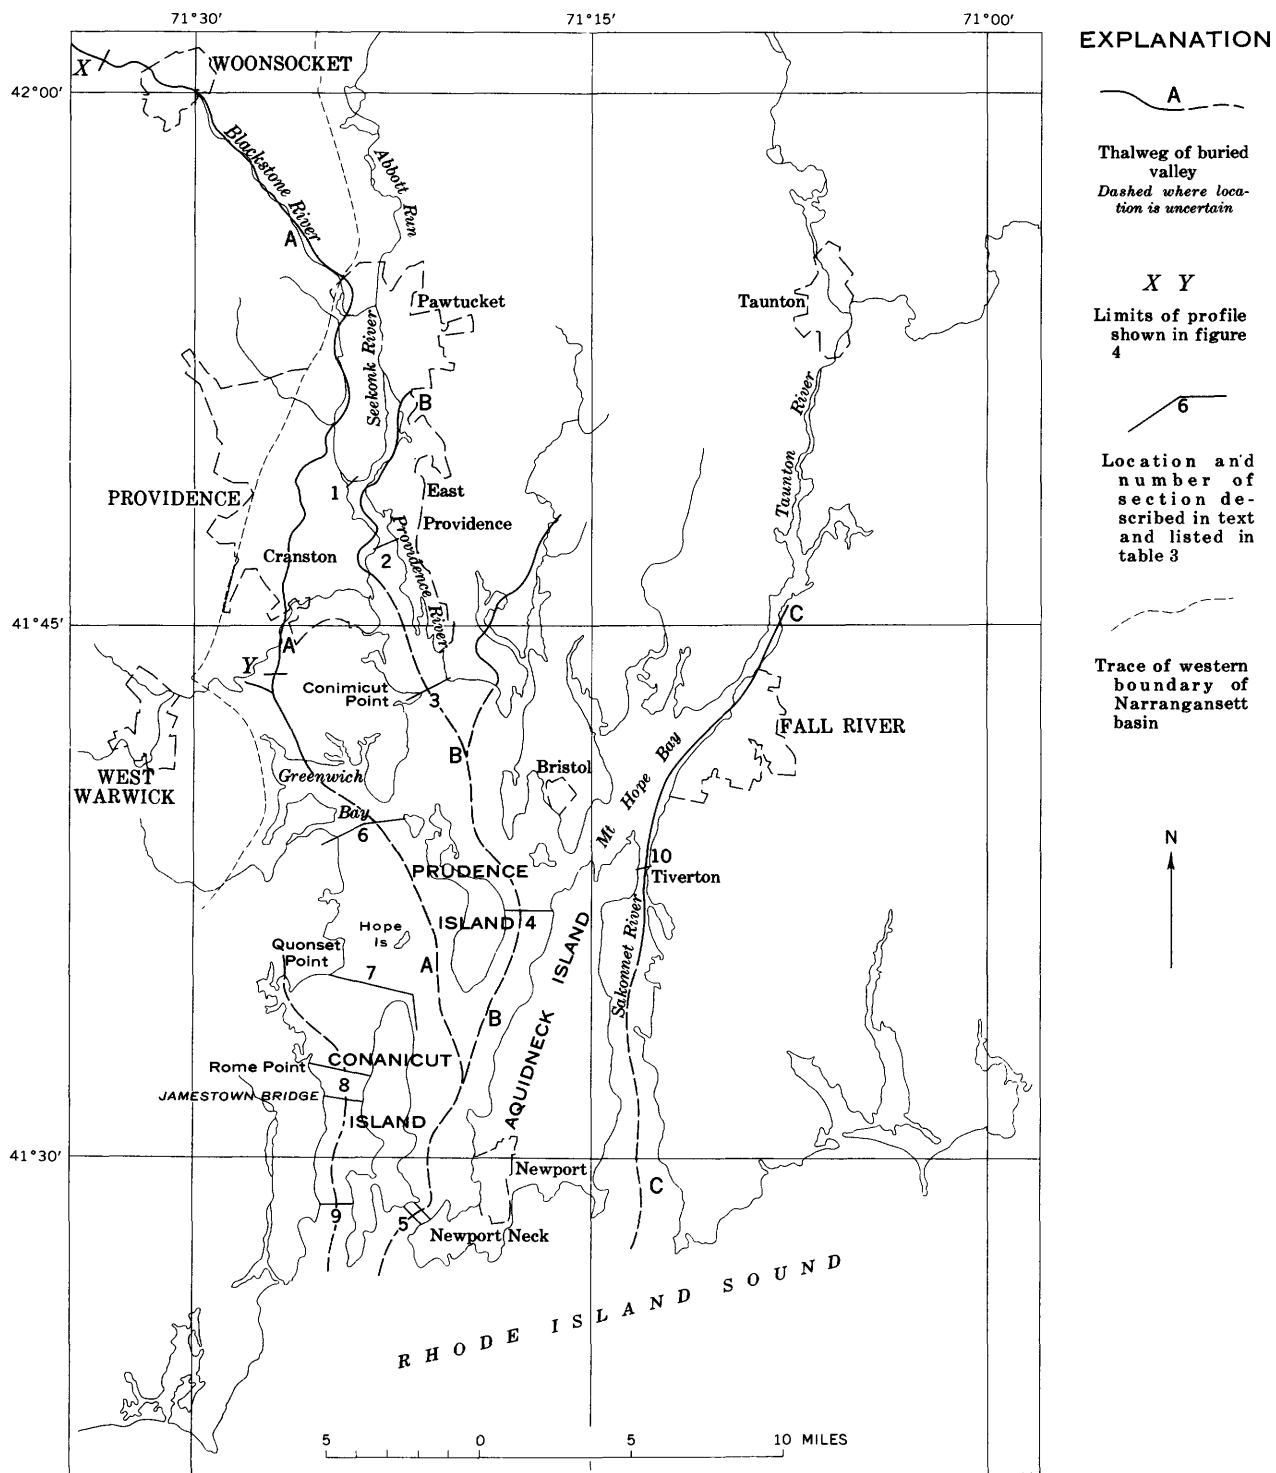 71°30′
71°15′
71°00′
EXPLANATION
X
WOONSOCKET
42°00′
A
Blackstone River
Abbott Run
Thalweg of buried
valley
Dashed where loca-
tion is uncertain
A
X Y
Pawtucket
Taunton
Limits of profile
shown in figure
4
Seekonk River
B
Taunton River
6
1
PROVIDENCE
East
Providence
Location and
number of
section de-
scribed in text
and listed in
table 3
Cranston
2
Providence River
C
41°45′
A
Y
Conimicut
Point
3
Trace of western
boundary of
Narrangansett
basin
FALL RIVER
B
WEST
WARWICK
Greenwich
Bay
Bristol
Mt Hope Bay
6
N
10
Tiverton
PRUDENCE
ISLAND
4
Hope
Is
Quonset
Point
7
A
B
AQUIDNECK ISLAND
Sakonnet River
Rome Point
CONANICUT
8
JAMESTOWN BRIDGE
ISLAND
41°30′
Newport
C
9
5
Newport Neck
RHODE ISLAND SOUND
5 0 5 10 MILES